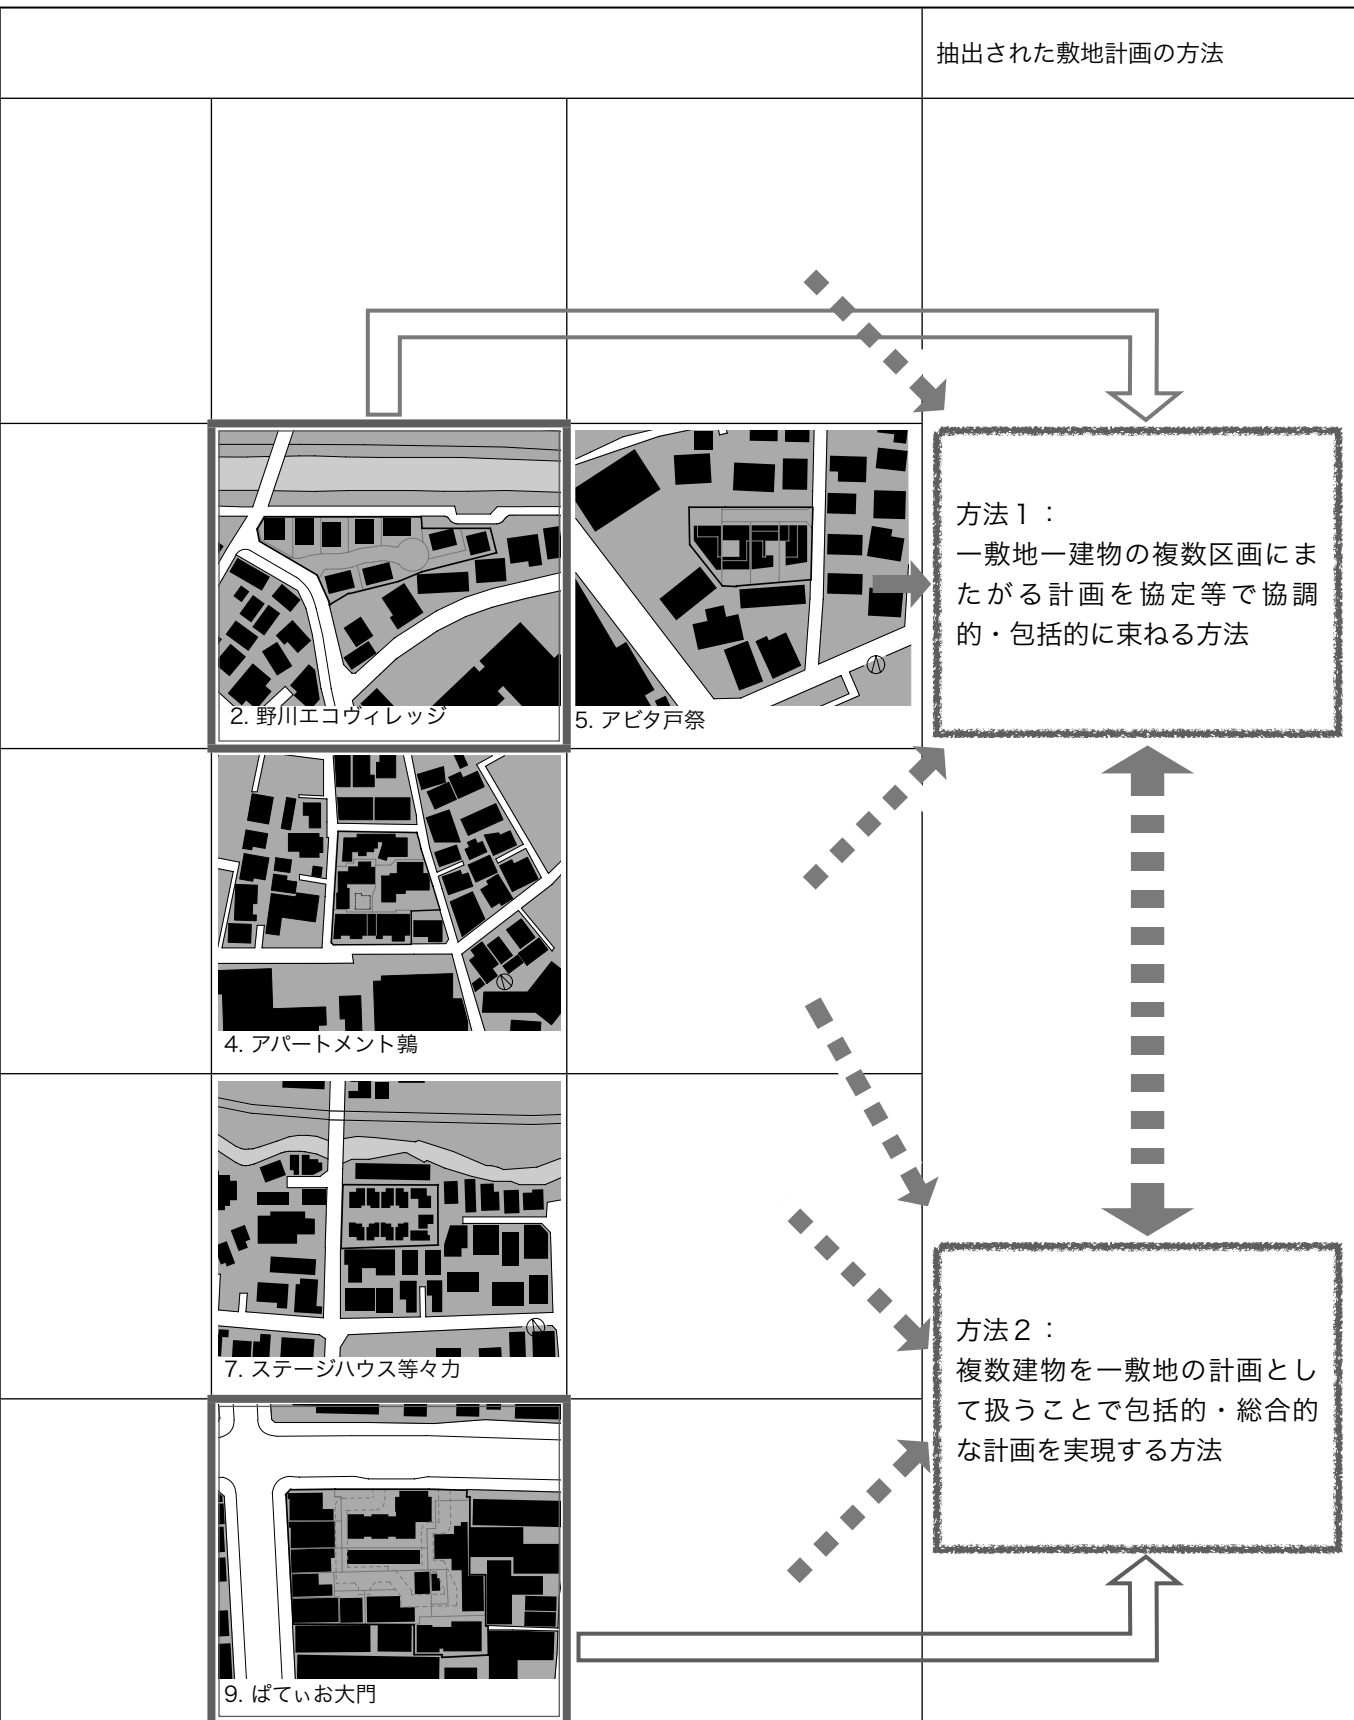 抽出された敷地計画の方法
2. 野川エコヴィレッジ
5. アビタ戸祭
方法１：
一敷地一建物の複数区画にま
たがる計画を協定等で協調
的・包括的に束ねる方法
4. アパートメント鶉
7. ステージハウス等々力
方法２：
複数建物を一敷地の計画とし
て扱うことで包括的・総合的
な計画を実現する方法
9. ぱてぃお大門